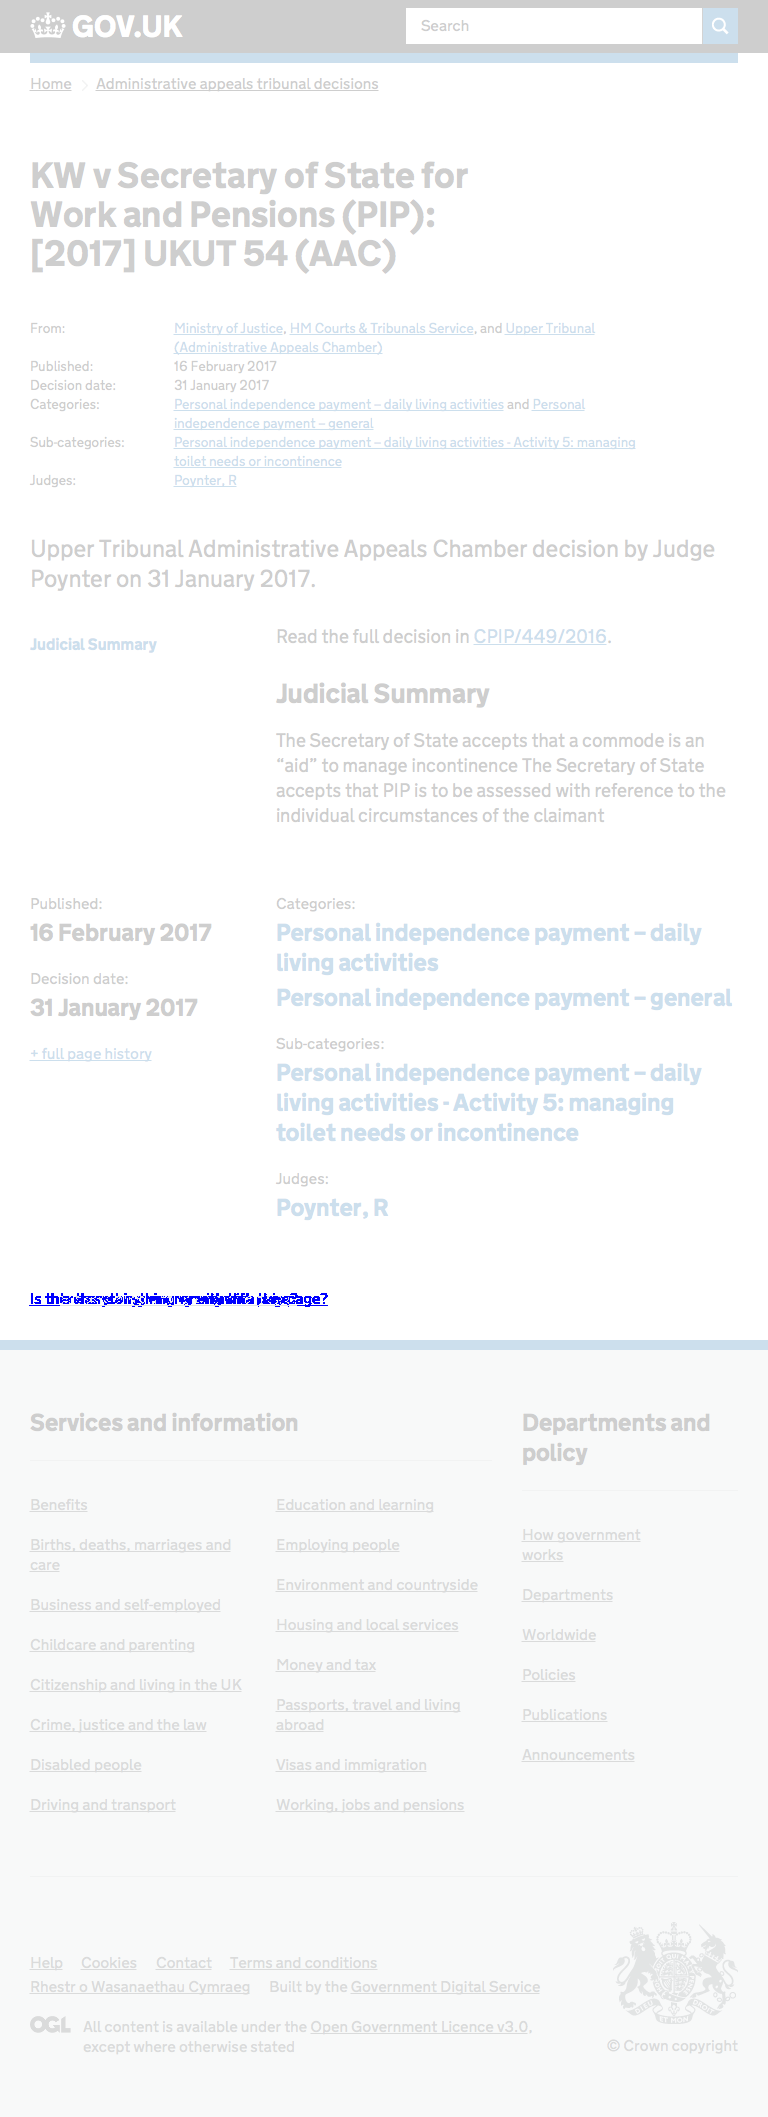 GOV.UK
Search
Home
Administrative appeals tribunal decisions
KW v Secretary of State for
Work and Pensions (PIP):
[2017] UKUT 54 (AAC)
From:
Ministry of Justice, HM Courts & Tribunals Service, and Upper Tribunal
(Administrative Appeals Chamber)
Published:
16 February 2017
Decision date:
31 January 2017
Categories:
Personal independence payment – daily living activities and Personal
independence payment – general
Sub-categories:
Personal independence payment – daily living activities - Activity 5: managing
toilet needs or incontinence
Judges:
Poynter, R
Upper Tribunal Administrative Appeals Chamber decision by Judge
Poynter on 31 January 2017.
Judicial Summary
Read the full decision in CPIP/449/2016.
Judicial Summary
The Secretary of State accepts that a commode is an
“aid” to manage incontinence The Secretary of State
accepts that PIP is to be assessed with reference to the
individual circumstances of the claimant
Published:
16 February 2017
Decision date:
31 January 2017
+ full page history
Categories:
Personal independence payment – daily
living activities
Personal independence payment – general
Sub-categories:
Personal independence payment – daily
living activities - Activity 5: managing
toilet needs or incontinence
Judges:
Poynter, R
Services and information
Benefits
Births, deaths, marriages and
care
Business and self-employed
Childcare and parenting
Citizenship and living in the UK
Crime, justice and the law
Disabled people
Driving and transport
Education and learning
Employing people
Environment and countryside
Housing and local services
Money and tax
Passports, travel and living
abroad
Visas and immigration
Working, jobs and pensions
Departments and
policy
How government
works
Departments
Worldwide
Policies
Publications
Announcements
Help Cookies Contact Terms and conditions
Rhestr o Wasanaethau Cymraeg Built by the Government Digital Service
OGL
All content is available under the Open Government Licence v3.0,
except where otherwise stated
© Crown copyright